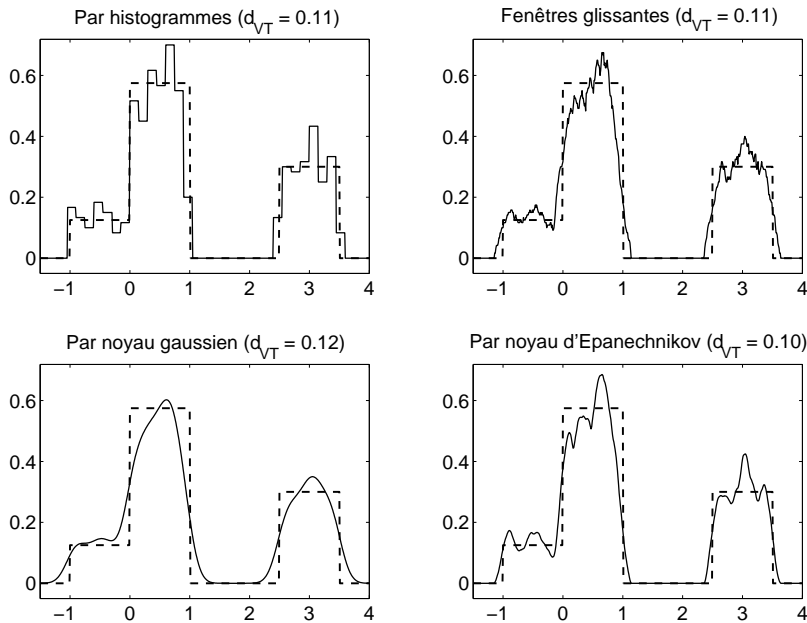 Par histogrammes (d_VT = 0.11)
0.6
0.4
0.2
0
−1 0 1 2 3 4
Fenêtres glissantes (d_VT = 0.11)
0.6
0.4
0.2
0
−1 0 1 2 3 4
Par noyau gaussien (d_VT = 0.12)
0.6
0.4
0.2
0
−1 0 1 2 3 4
Par noyau d'Epanechnikov (d_VT = 0.10)
0.6
0.4
0.2
0
−1 0 1 2 3 4